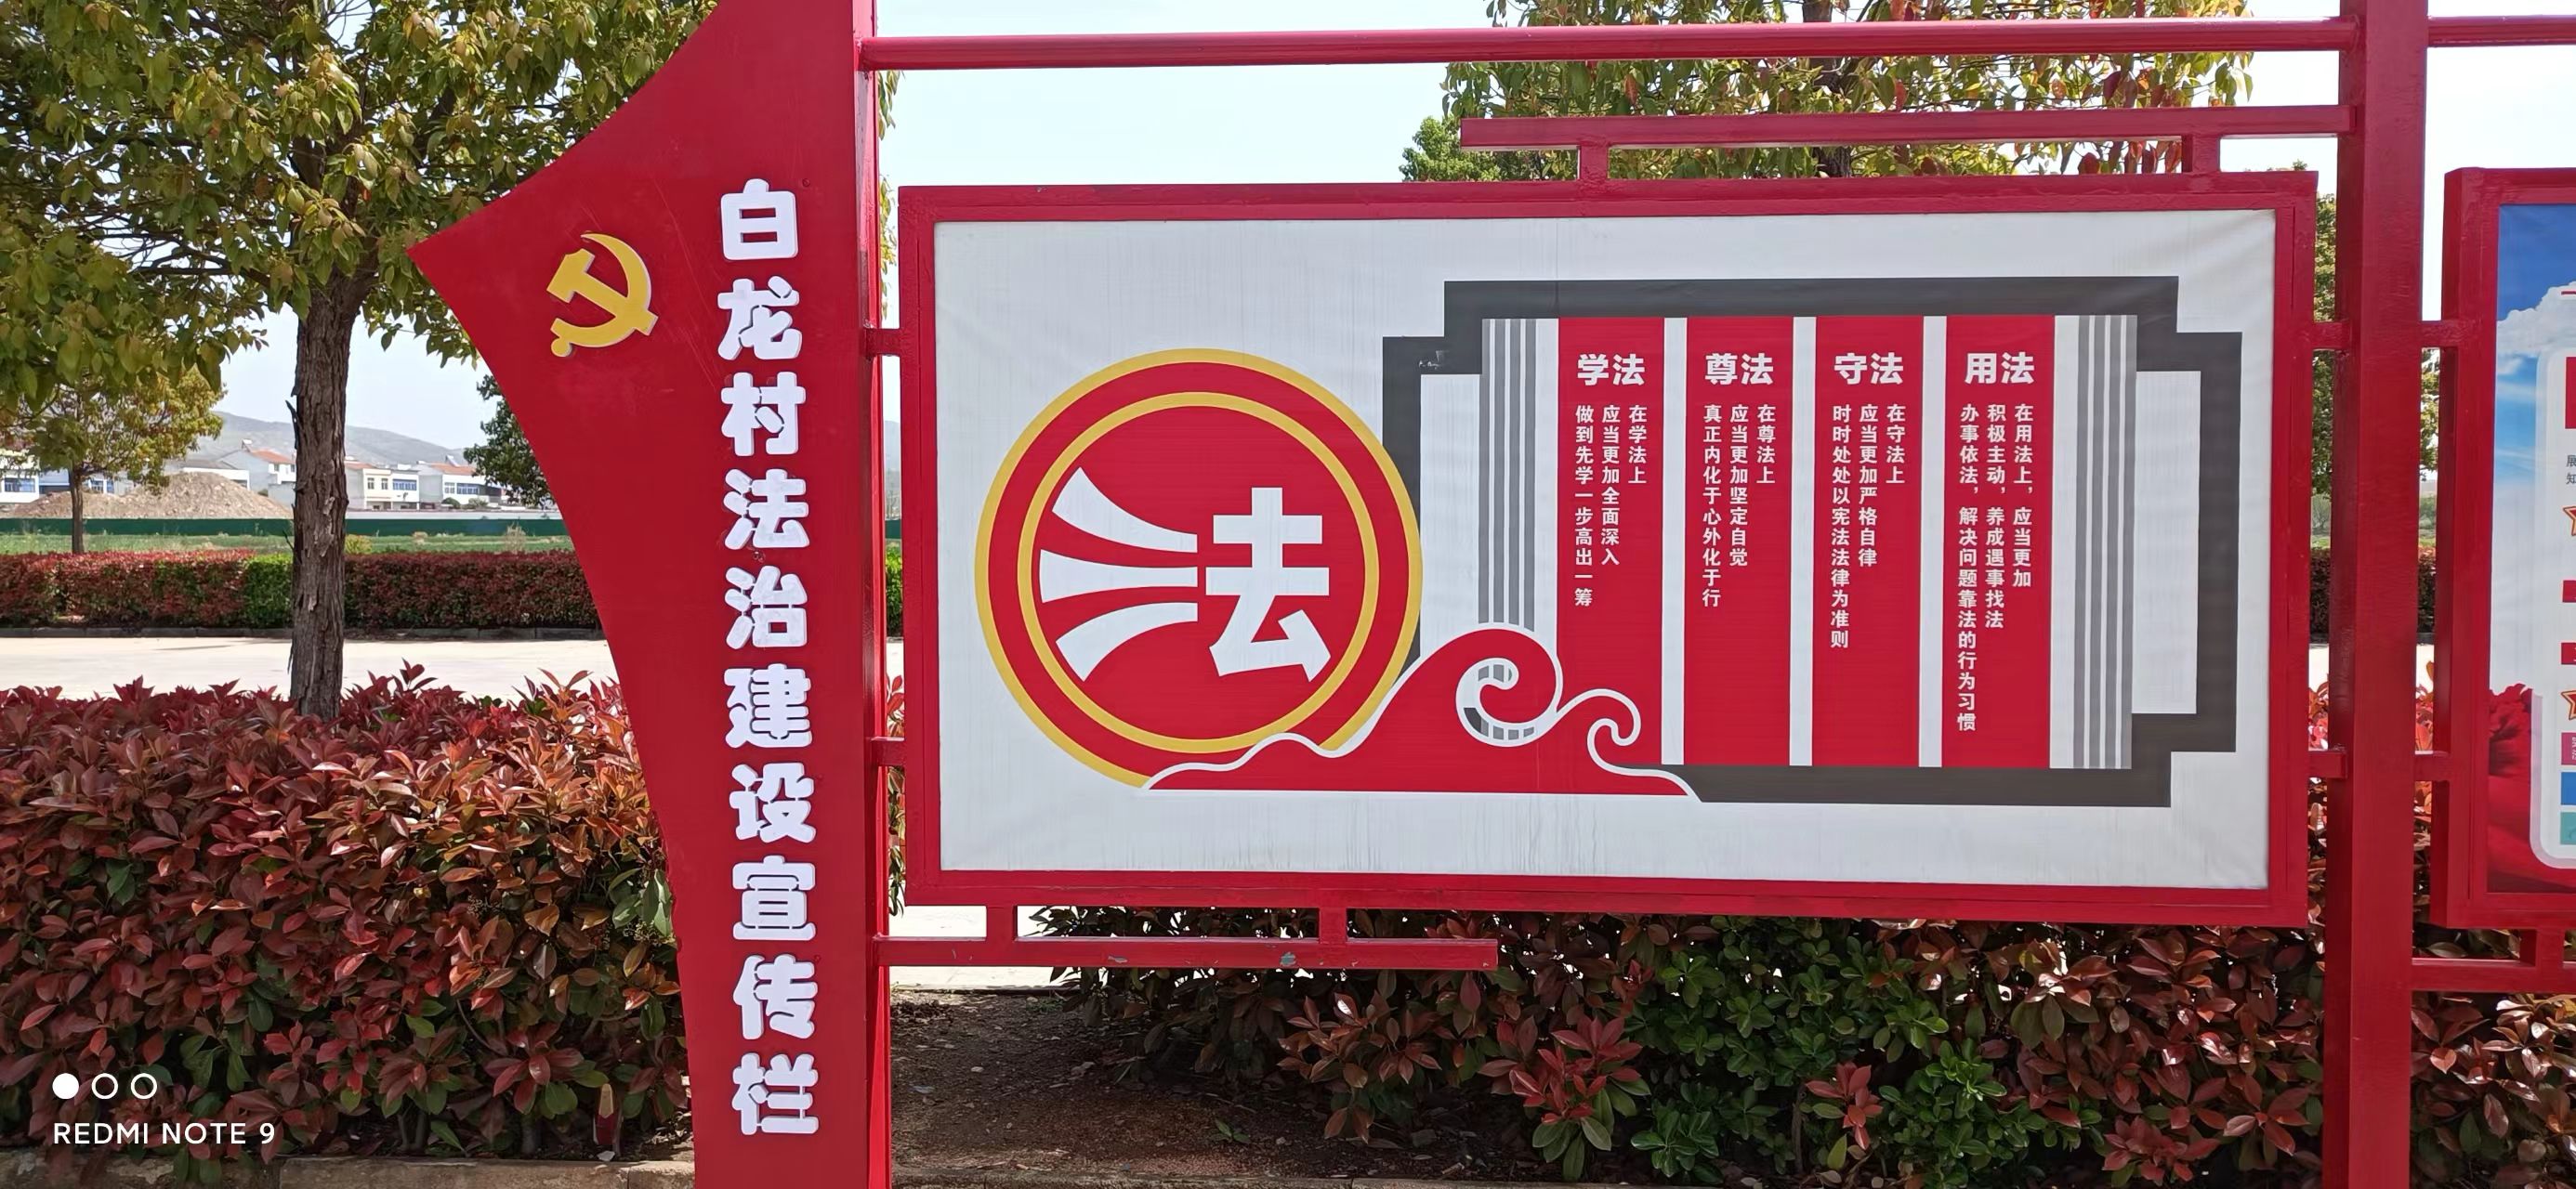 白龙村法治建设宣传栏
法
学法
在学法上
应当更加全面深入
做到先学一步高出一筹
尊法
在尊法上
应当更加坚定自觉
真正内化于心外化于行
守法
在守法上
应当更加严格自律
时时处处以宪法法律为准则
用法
在用法上，应当更加
积极主动，养成遇事找法
办事依法，解决问题靠法的行为习惯
展
知
REDMI NOTE 9